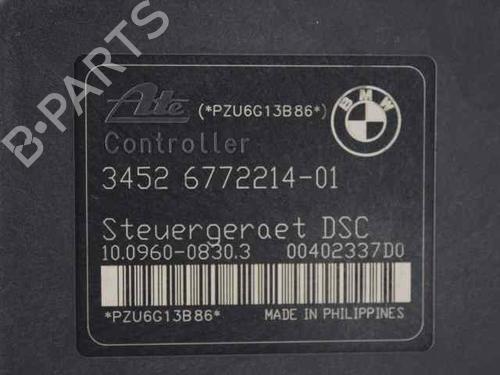 Ate (*PZU6G13B86*) BMW
Controller
3452 6772214-01
Steuergeraet DSC
10.0960-0830.3 00402337D0
*PZU6G13B86* MADE IN PHILIPPINES
B-PARTS